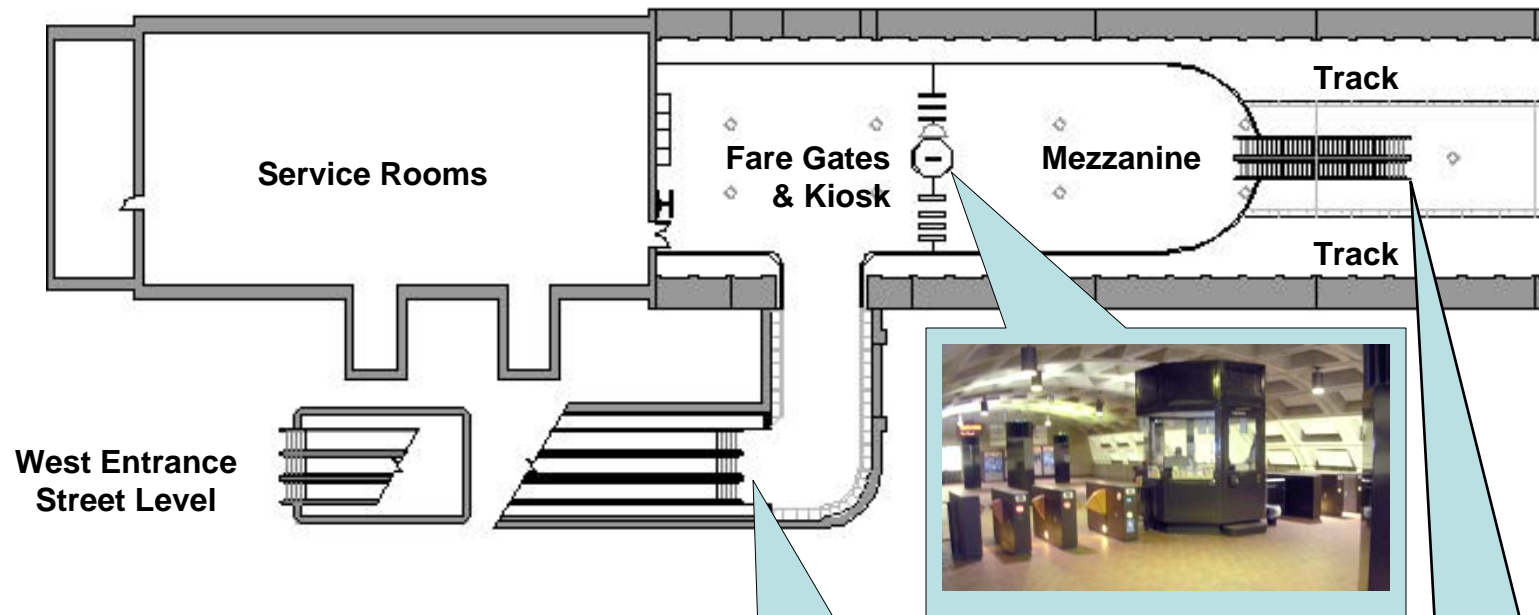 Track
Service Rooms
Fare Gates
& Kiosk
Mezzanine
Track
West Entrance
Street Level